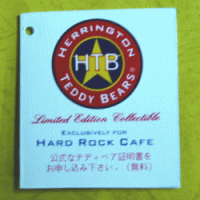 HERRINGTON
HTB
TEDDY BEARS®
Limited Edition Collectible
EXCLUSIVELY FOR
HARD ROCK CAFE
公式なテディベア証明書を
お申し込み下さい。（無料）